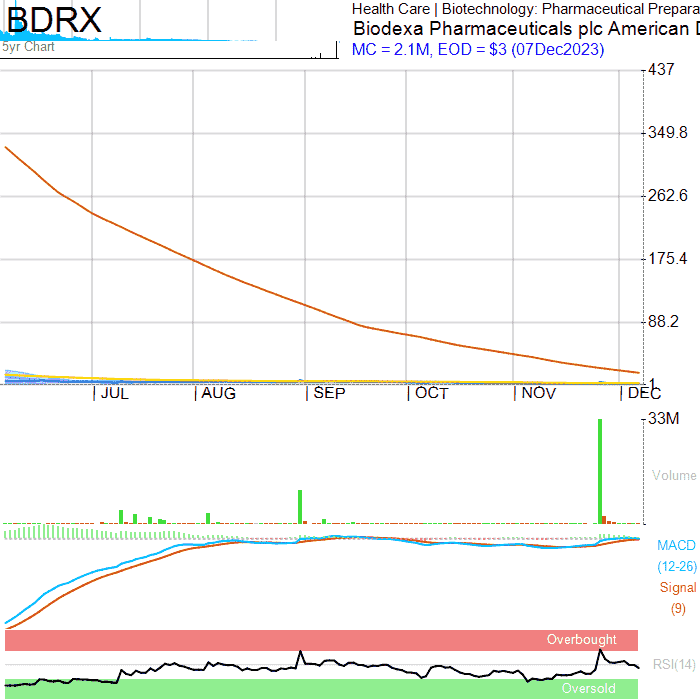 BDRX
5yr Chart
Health Care | Biotechnology: Pharmaceutical Prepara
Biodexa Pharmaceuticals plc American D
MC = 2.1M, EOD = $3 (07Dec2023)
437
349.8
262.6
175.4
88.2
1
JUL
AUG
SEP
OCT
NOV
DEC
33M
Volume
MACD
(12-26)
Signal
(9)
Overbought
RSI(14)
Oversold